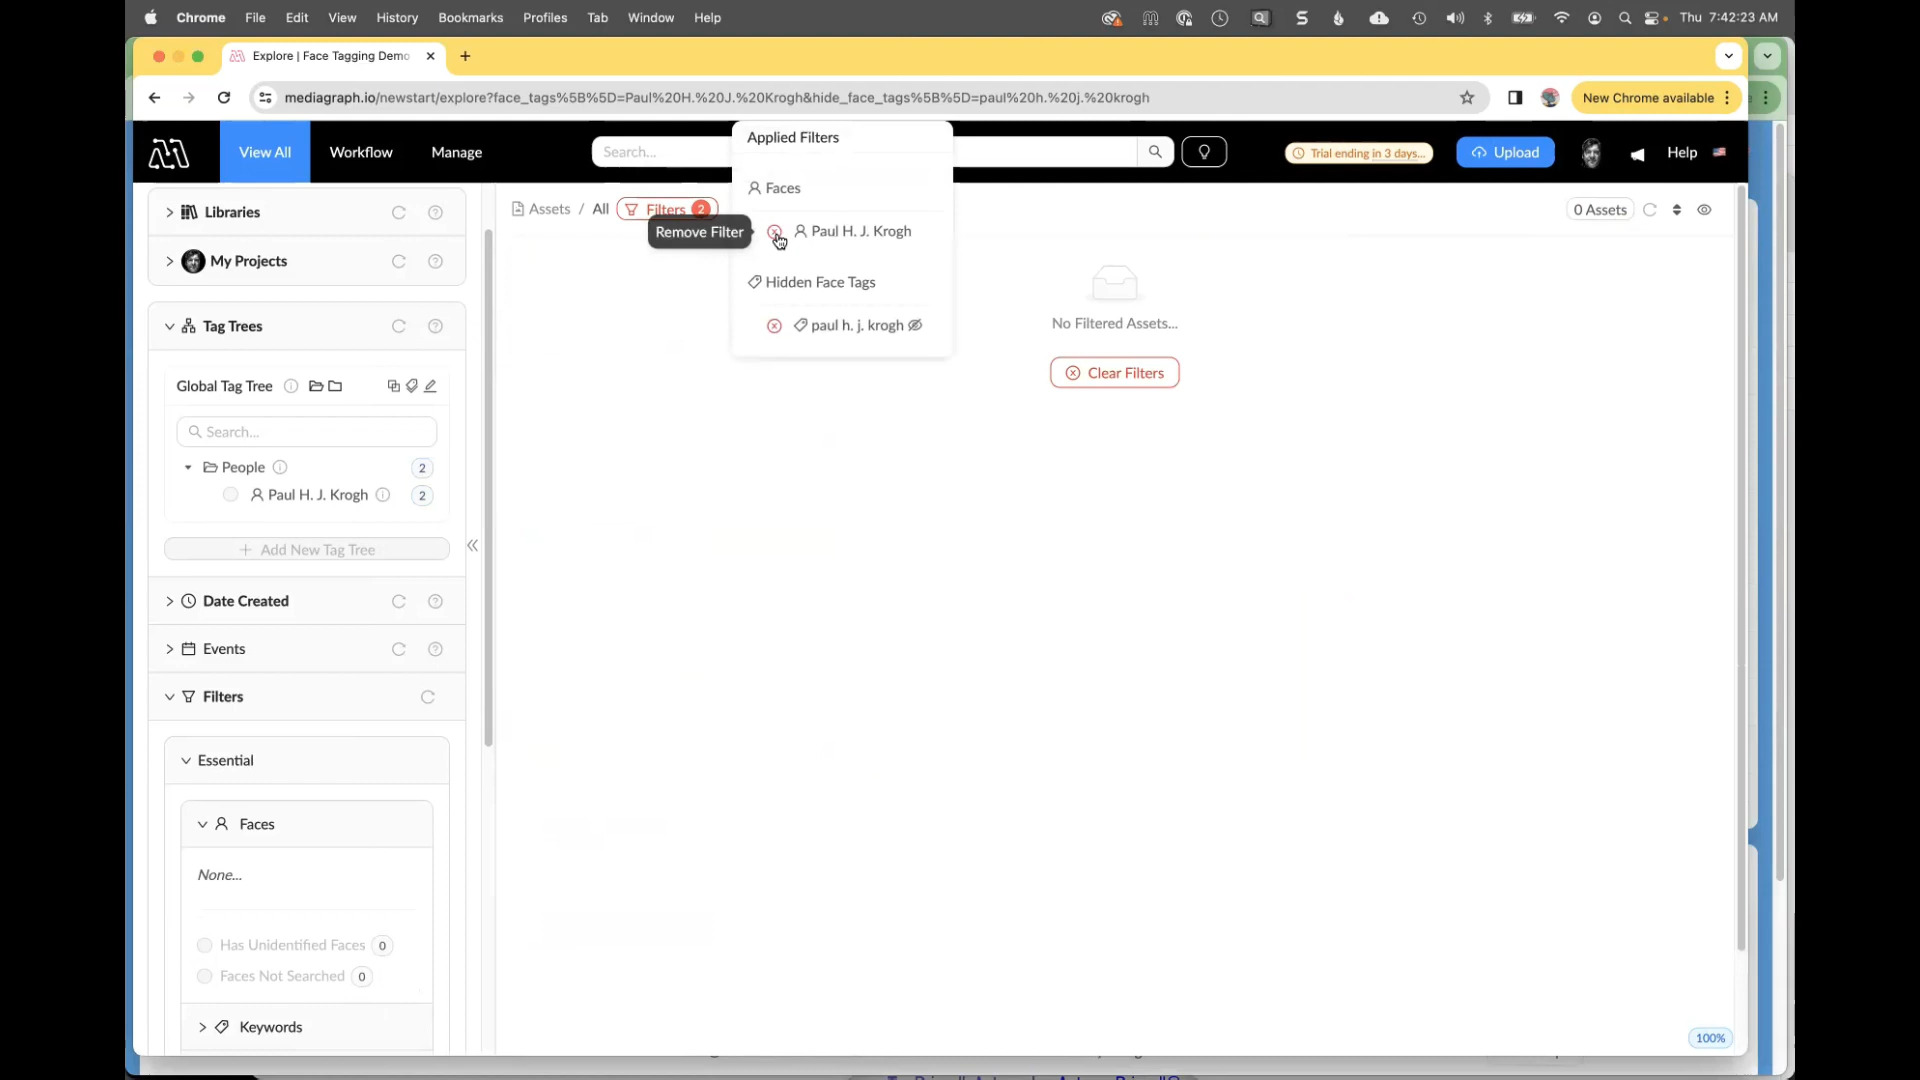 Chrome File Edit View History Bookmarks Profiles Tab Window Help Thu 7:42:23 AM
Explore | Face Tagging Demo
mediagraph.io/newstart/explore?face_tags%5B%5D=Paul%20H.%20J.%20Krogh&hide_face_tags%5B%5D=paul%20h.%20j.%20krogh New Chrome available
View All Workflow Manage Search... Trial ending in 3 days... Upload Help
Applied Filters
Faces
Remove Filter
Paul H. J. Krogh
Hidden Face Tags
paul h. j. krogh
Assets / All Filters 2
0 Assets
No Filtered Assets...
Clear Filters
Libraries
My Projects
Tag Trees
Global Tag Tree
Search...
People 2
Paul H. J. Krogh 2
+ Add New Tag Tree
Date Created
Events
Filters
Essential
Faces
None...
Has Unidentified Faces 0
Faces Not Searched 0
Keywords
100%